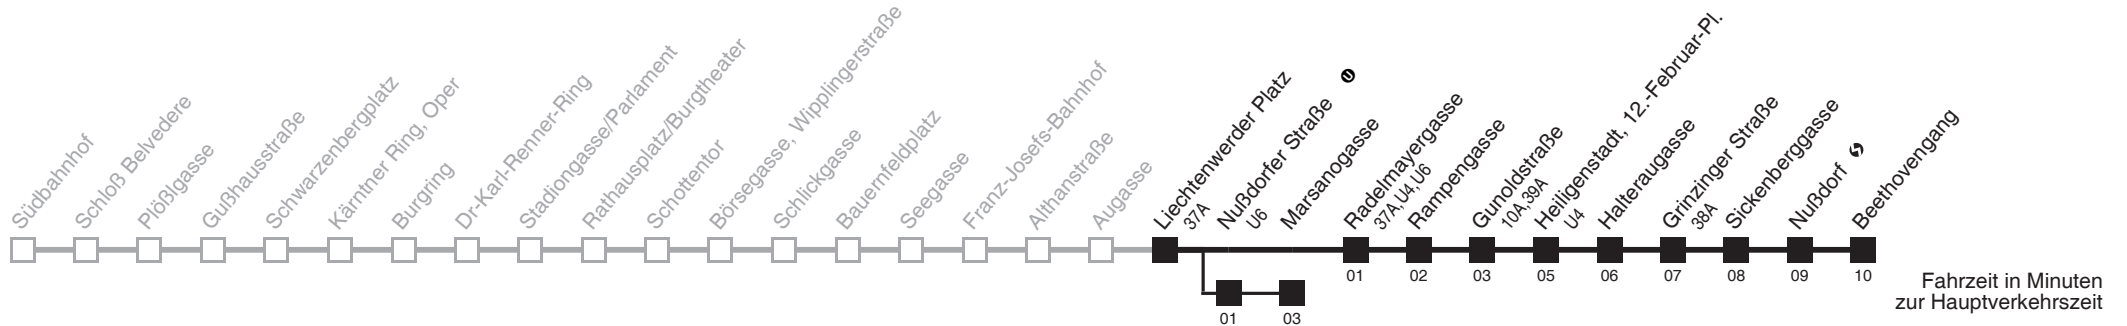 Südbahnhof
Schloß Belvedere
Plößlgasse
Gußhausstraße
Schwarzenbergplatz
Kärntner Ring, Oper
Burgring
Dr-Karl-Renner-Ring
Stadiongasse/Parlament
Rathausplatz/Burgtheater
Schottentor
Börsegasse, Wipplingerstraße
Schlickgasse
Bauernfeldplatz
Seegasse
Franz-Josefs-Bahnhof
Althanstraße
Augasse
Liechtenwerder Platz
37A
Nußdorfer Straße U
U6
Marsanogasse
Radelmayergasse
37A,U4,U6
Rampengasse
Gunoldstraße
10A,39A
Heiligenstadt, 12.-Februar-Pl.
U4
Halteraugasse
Grinzinger Straße
38A
Sickenberggasse
Nußdorf S
Beethovengang
01 02 03 05 06 07 08 09 10
01 03
Fahrzeit in Minuten
zur Hauptverkehrszeit